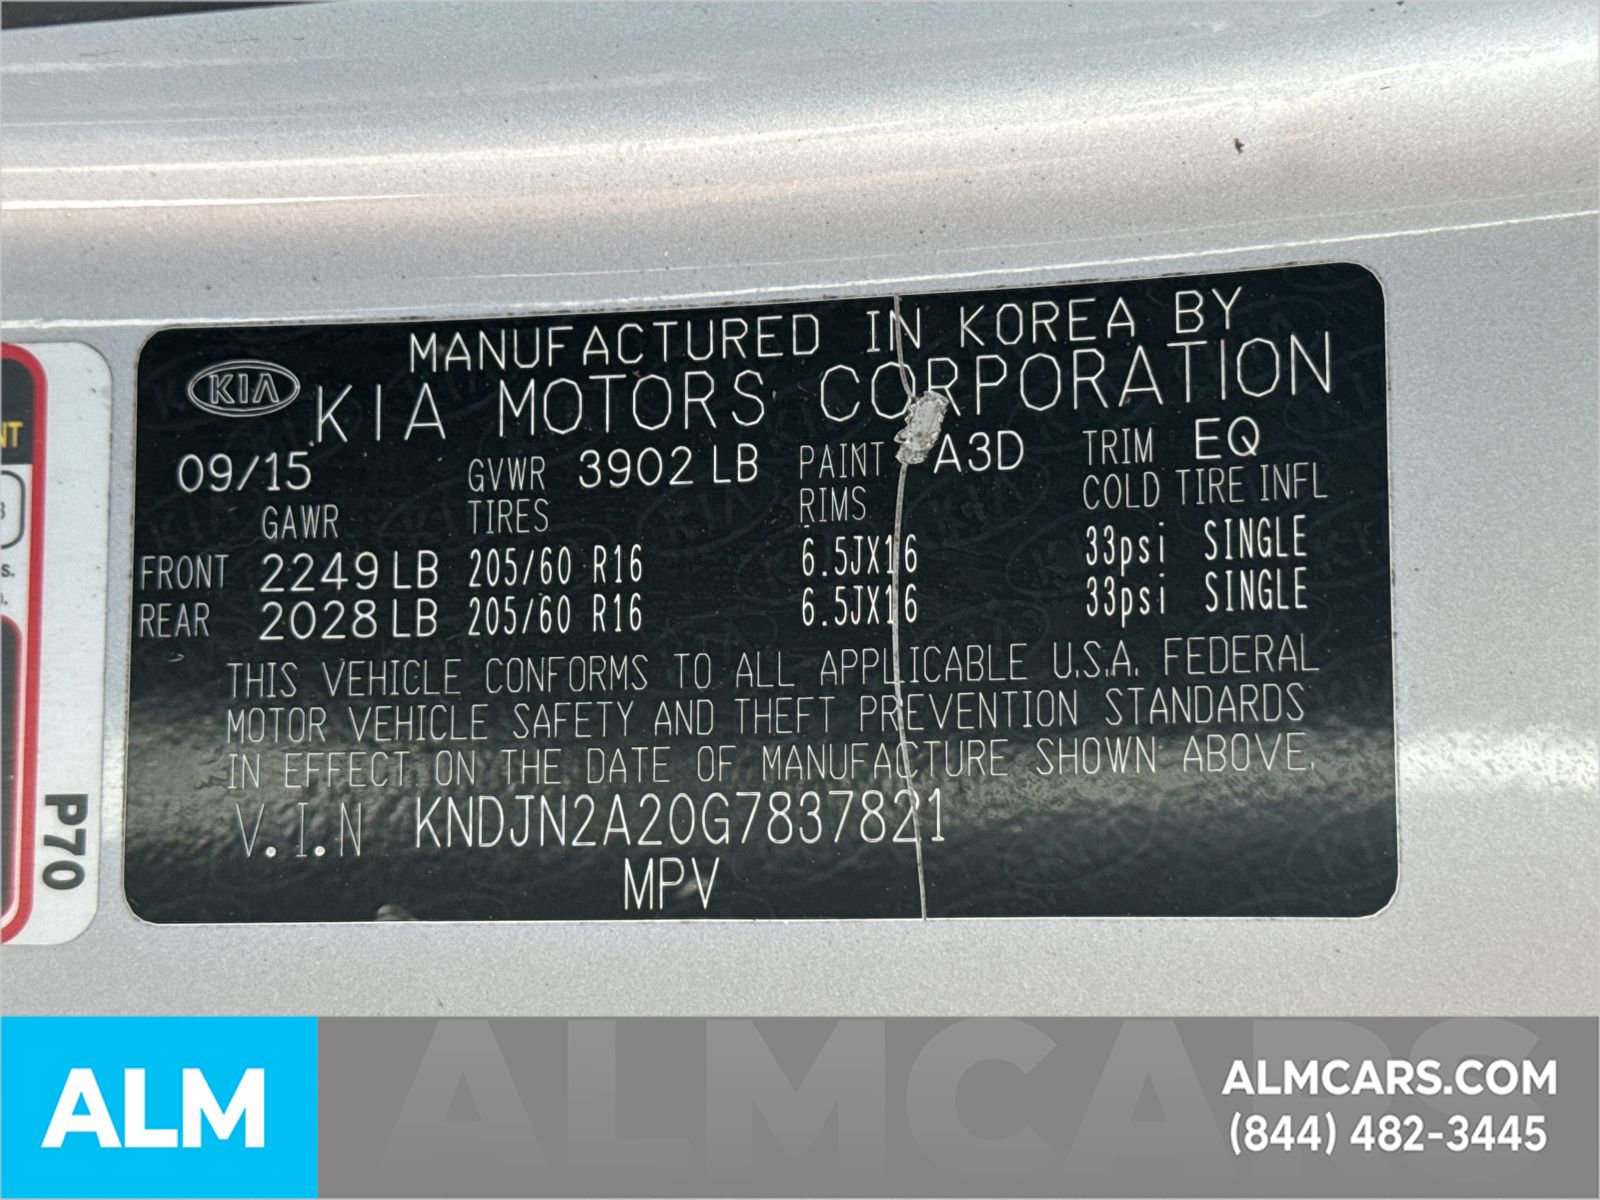 MANUFACTURED IN KOREA BY
KIA KIA MOTORS CORPORATION
09/15 GVWR 3902 LB PAINT A3D TRIM EQ
GAWR TIRES RIMS COLD TIRE INFL
FRONT 2249 LB 205/60 R16 6.5JX16 33psi SINGLE
REAR 2028 LB 205/60 R16 6.5JX16 33psi SINGLE
THIS VEHICLE CONFORMS TO ALL APPLICABLE U.S.A. FEDERAL
MOTOR VEHICLE SAFETY AND THEFT PREVENTION STANDARDS
IN EFFECT ON THE DATE OF MANUFACTURE SHOWN ABOVE.
V.I.N KNDJN2A20G7837821
MPV
P70
ALM
ALMCARS
ALMCARS.COM
(844) 482-3445